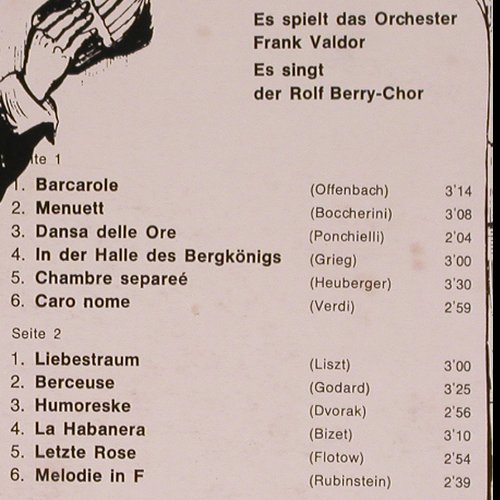 Es spielt das Orchester
Frank Valdor
Es singt
der Rolf Berry-Chor
ite 1
1. Barcarole (Offenbach) 3'14
2. Menuett (Boccherini) 3'08
3. Dansa delle Ore (Ponchielli) 2'04
4. In der Halle des Bergkönigs (Grieg) 3'00
5. Chambre separeé (Heuberger) 3'30
6. Caro nome (Verdi) 2'59
Seite 2
1. Liebestraum (Liszt) 3'00
2. Berceuse (Godard) 3'25
3. Humoreske (Dvorak) 2'56
4. La Habanera (Bizet) 3'10
5. Letzte Rose (Flotow) 2'54
6. Melodie in F (Rubinstein) 2'39